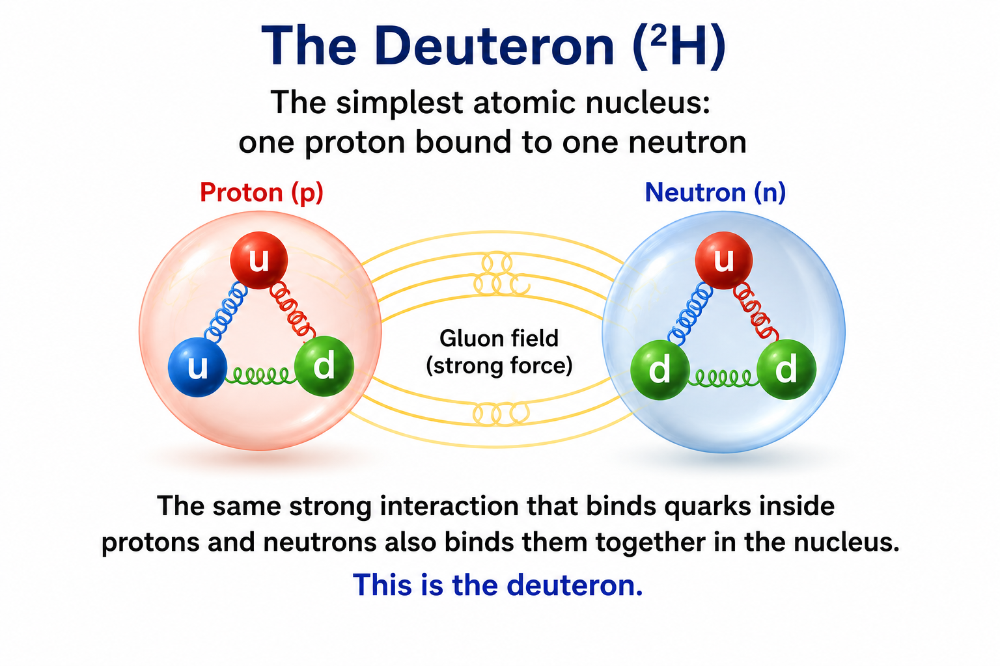 The Deuteron (²H)
The simplest atomic nucleus:
one proton bound to one neutron
Proton (p)
Neutron (n)
u
u
d
Gluon field
(strong force)
u
d
d
The same strong interaction that binds quarks inside
protons and neutrons also binds them together in the nucleus.
This is the deuteron.